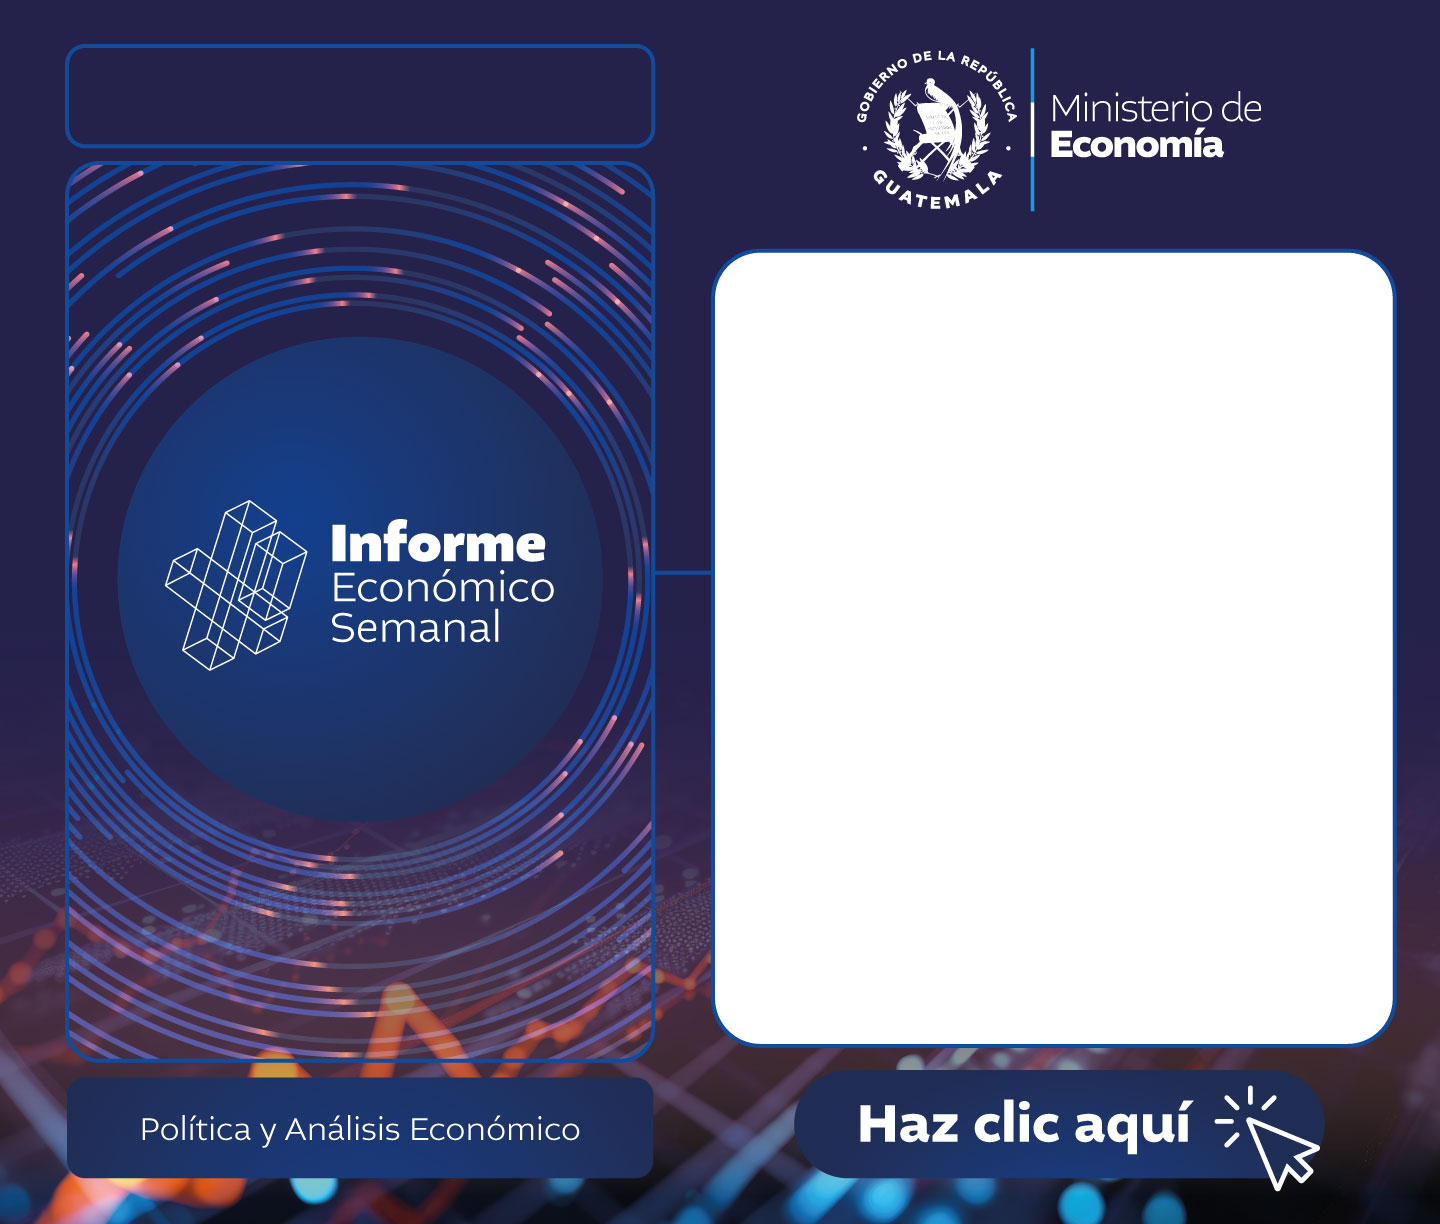 GOBIERNO DE LA REPÚBLICA
GUATEMALA
Ministerio de
Economía
Informe
Económico
Semanal
Política y Análisis Económico
Haz clic aquí